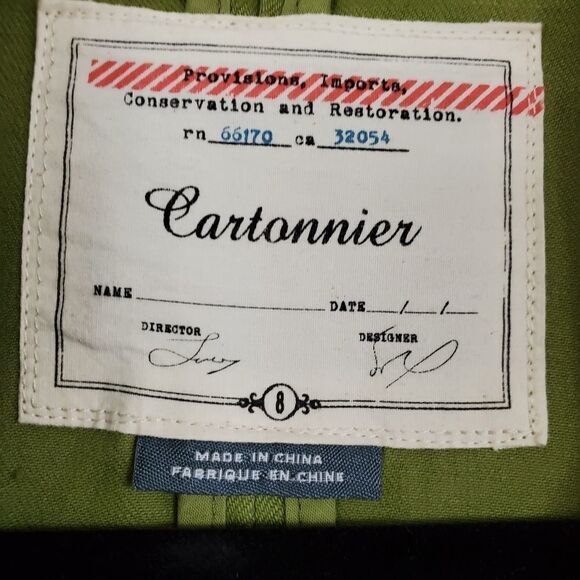 Provisions, Imports,
Conservation and Restoration.
rn 66170 ca 32054
Cartonnier
NAME DATE / /
DIRECTOR DESIGNER
8
MADE IN CHINA
FABRIQUE EN CHINE